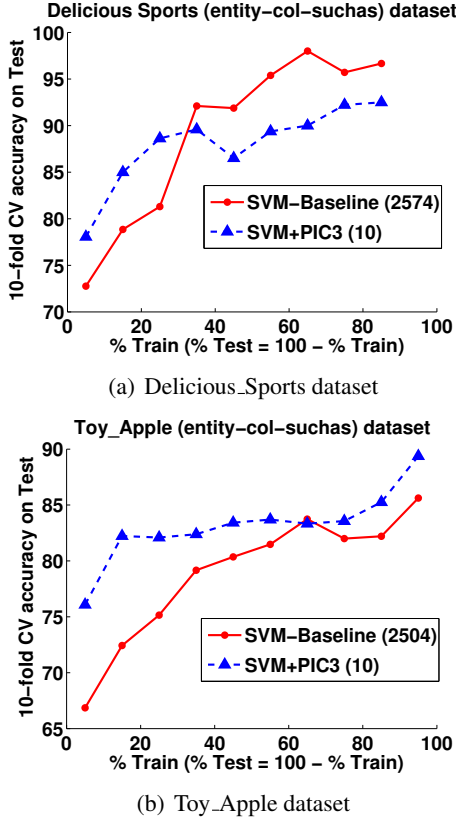 Delicious Sports (entity−col−suchas) dataset
100
95
90
85
80
75
70
10−fold CV accuracy on Test
SVM−Baseline (2574)
SVM+PIC3 (10)
0 20 40 60 80 100
% Train (% Test = 100 − % Train)
(a) Delicious_Sports dataset
Toy_Apple (entity−col−suchas) dataset
90
85
80
75
70
65
10−fold CV accuracy on Test
SVM−Baseline (2504)
SVM+PIC3 (10)
0 20 40 60 80 100
% Train (% Test = 100 − % Train)
(b) Toy_Apple dataset